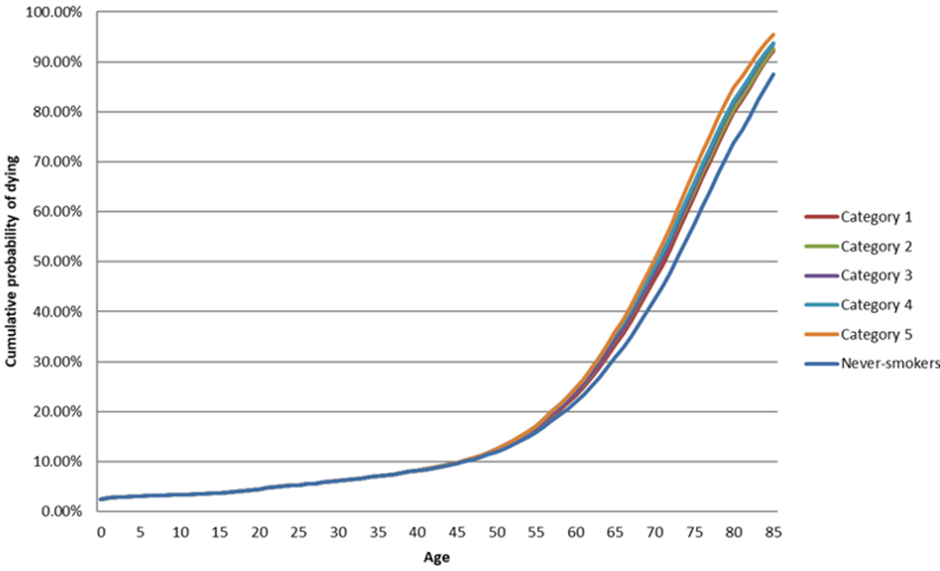 Cumulative probability of dying
100.00%
90.00%
80.00%
70.00%
60.00%
50.00%
40.00%
30.00%
20.00%
10.00%
0.00%
0 5 10 15 20 25 30 35 40 45 50 55 60 65 70 75 80 85
Age
Category 1
Category 2
Category 3
Category 4
Category 5
Never-smokers